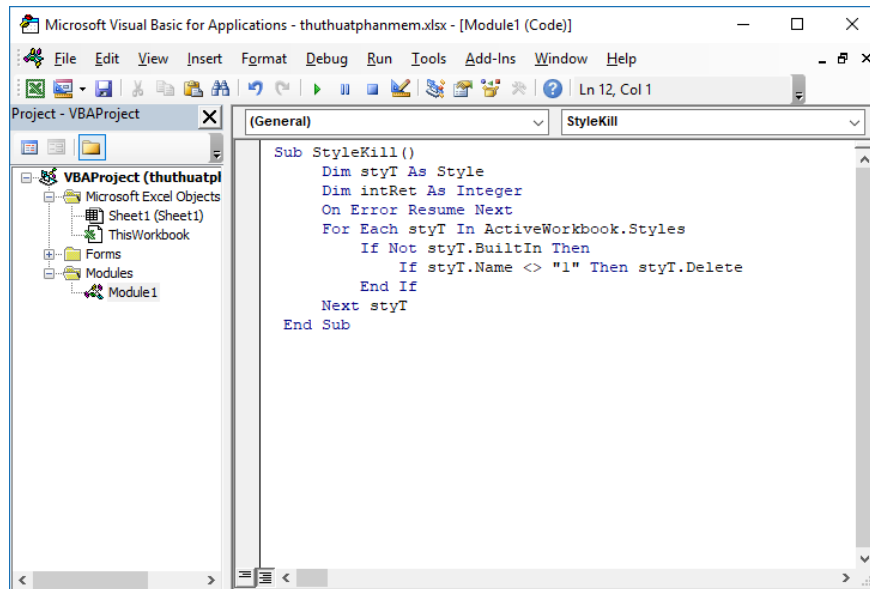 Microsoft Visual Basic for Applications - thuthuatphanmem.xlsx - [Module1 (Code)]
File Edit View Insert Format Debug Run Tools Add-Ins Window Help
Ln 12, Col 1
Project - VBAProject
VBAProject (thuthuatpl
Microsoft Excel Objects
Sheet1 (Sheet1)
ThisWorkbook
Forms
Modules
Module1
(General)
StyleKill
Sub StyleKill()
Dim styT As Style
Dim intRet As Integer
On Error Resume Next
For Each styT In ActiveWorkbook.Styles
If Not styT.BuiltIn Then
If styT.Name <> "1" Then styT.Delete
End If
Next styT
End Sub